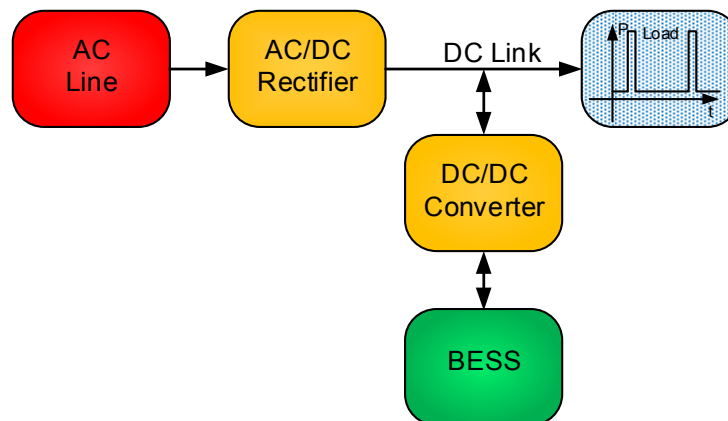 AC
Line
AC/DC
Rectifier
DC Link
P
Load
t
DC/DC
Converter
BESS